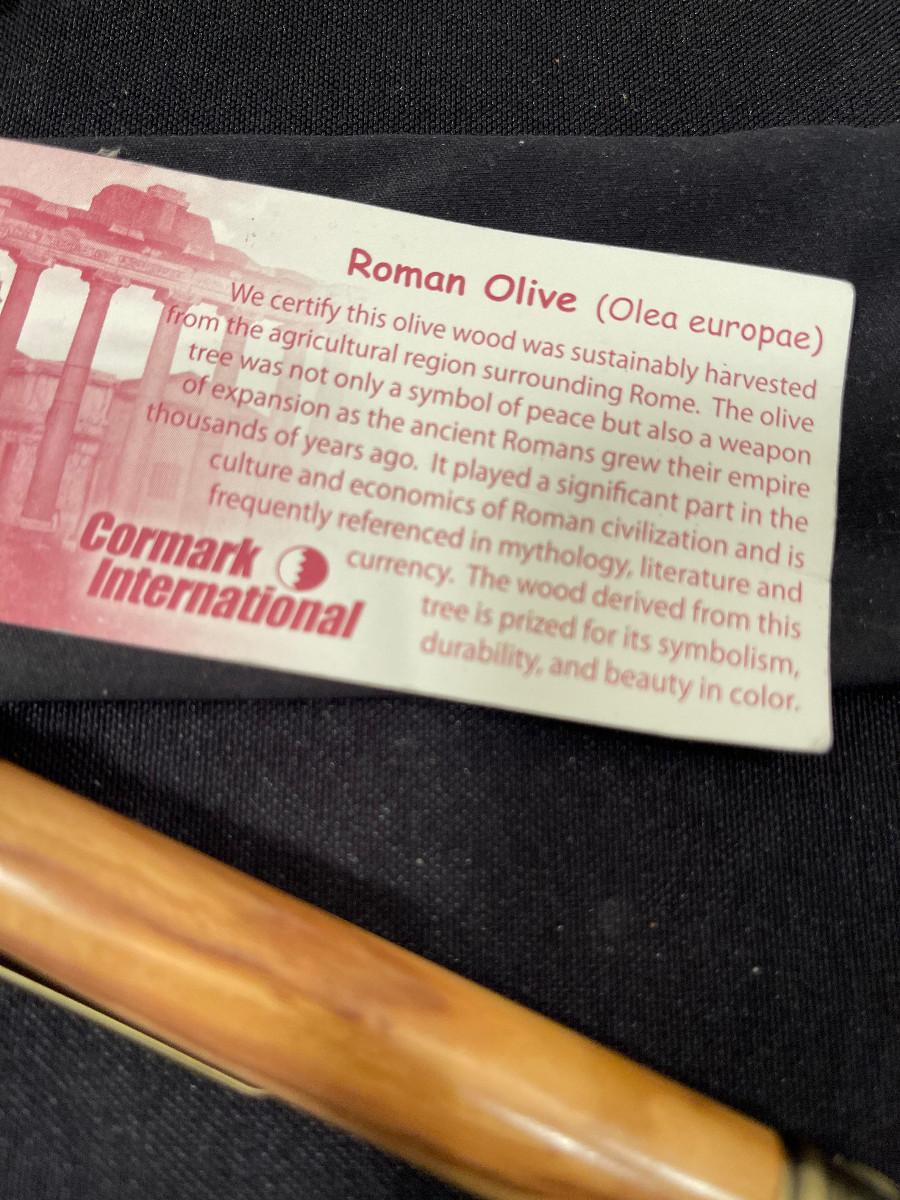 Roman Olive (Olea europae)
We certify this olive wood was sustainably harvested
from the agricultural region surrounding Rome. The olive
tree was not only a symbol of peace but also a weapon
of expansion as the ancient Romans grew their empire
thousands of years ago. It played a significant part in the
culture and economics of Roman civilization and is
frequently referenced in mythology, literature and
currency. The wood derived from this
tree is prized for its symbolism,
durability, and beauty in color.
Cormark
International